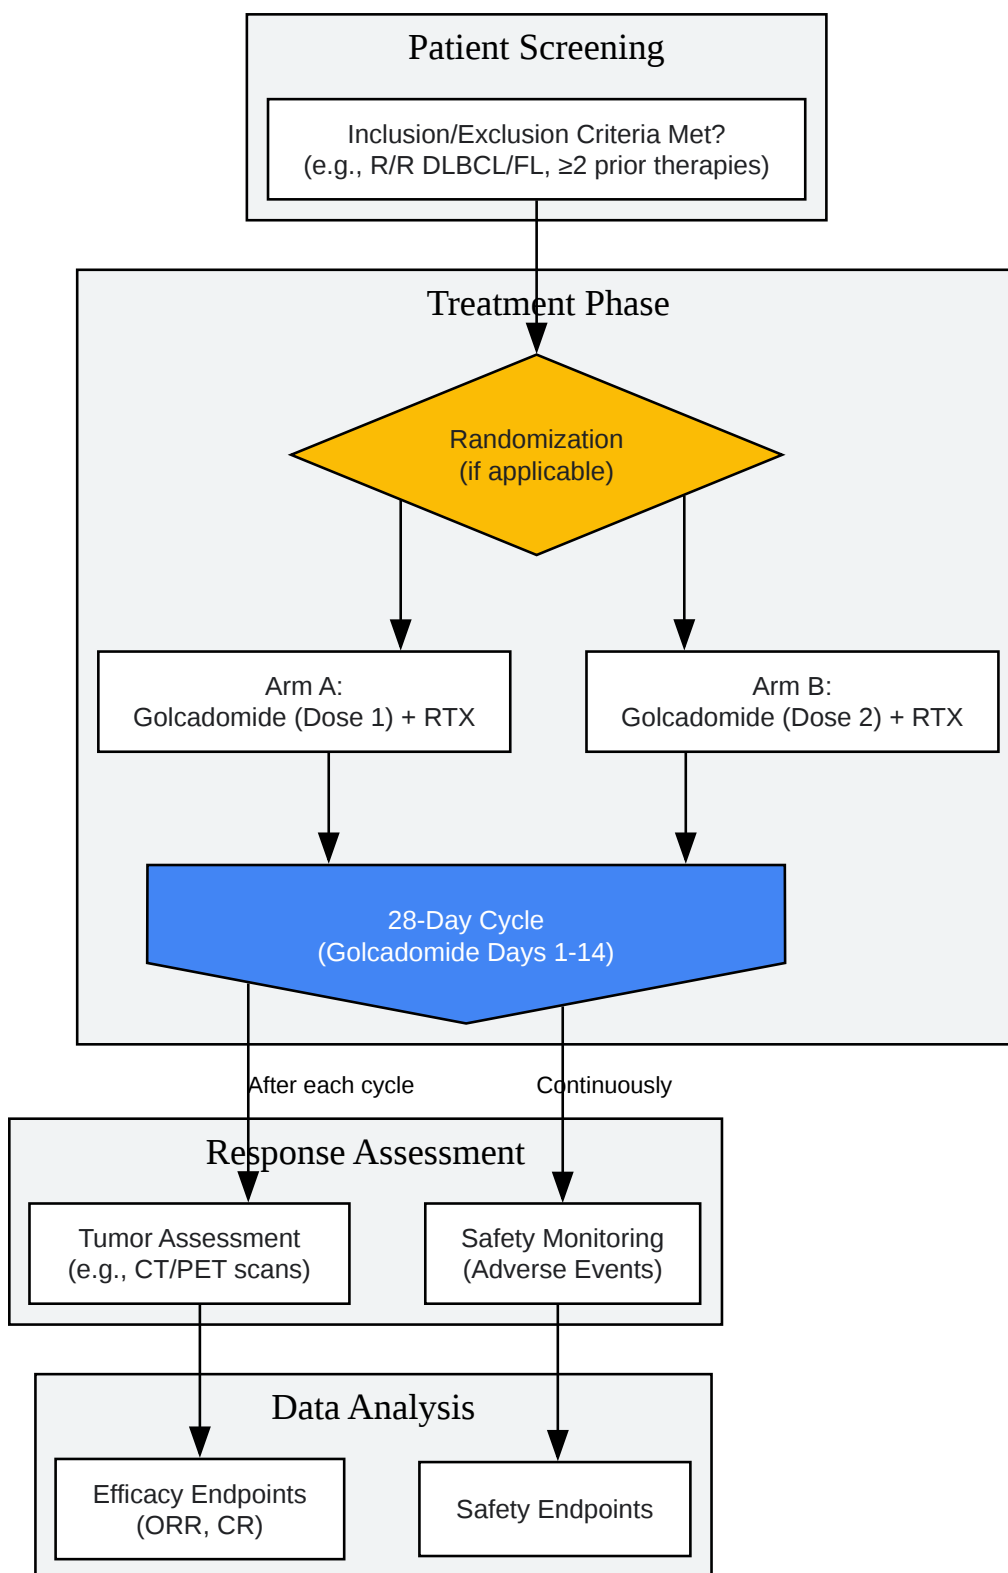 Patient Screening
Inclusion/Exclusion Criteria Met?
(e.g., R/R DLBCL/FL, ≥2 prior therapies)
Treatment Phase
Randomization
(if applicable)
Arm A:
Golcadomide (Dose 1) + RTX
Arm B:
Golcadomide (Dose 2) + RTX
28-Day Cycle
(Golcadomide Days 1-14)
After each cycle
Continuously
Response Assessment
Tumor Assessment
(e.g., CT/PET scans)
Safety Monitoring
(Adverse Events)
Data Analysis
Efficacy Endpoints
(ORR, CR)
Safety Endpoints